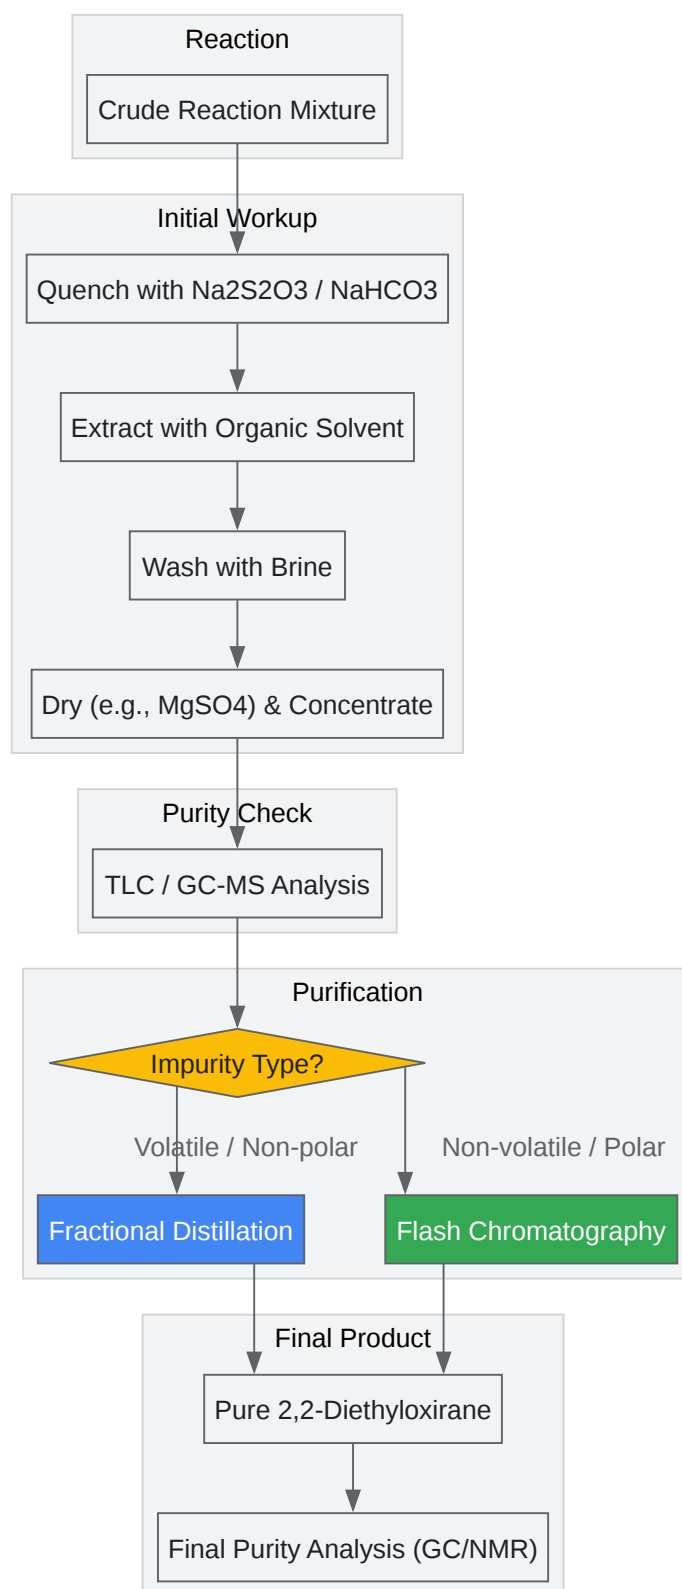 Reaction
Crude Reaction Mixture
Initial Workup
Quench with Na2S2O3 / NaHCO3
Extract with Organic Solvent
Wash with Brine
Dry (e.g., MgSO4) & Concentrate
Purity Check
TLC / GC-MS Analysis
Purification
Impurity Type?
Volatile / Non-polar
Non-volatile / Polar
Fractional Distillation
Flash Chromatography
Final Product
Pure 2,2-Diethyloxirane
Final Purity Analysis (GC/NMR)